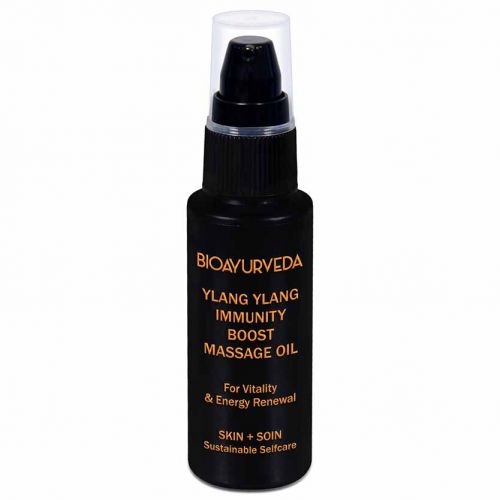 BIOAYURVEDA
YLANG YLANG
IMMUNITY
BOOST
MASSAGE OIL
For Vitality
& Energy Renewal
SKIN + SOIN
Sustainable Selfcare